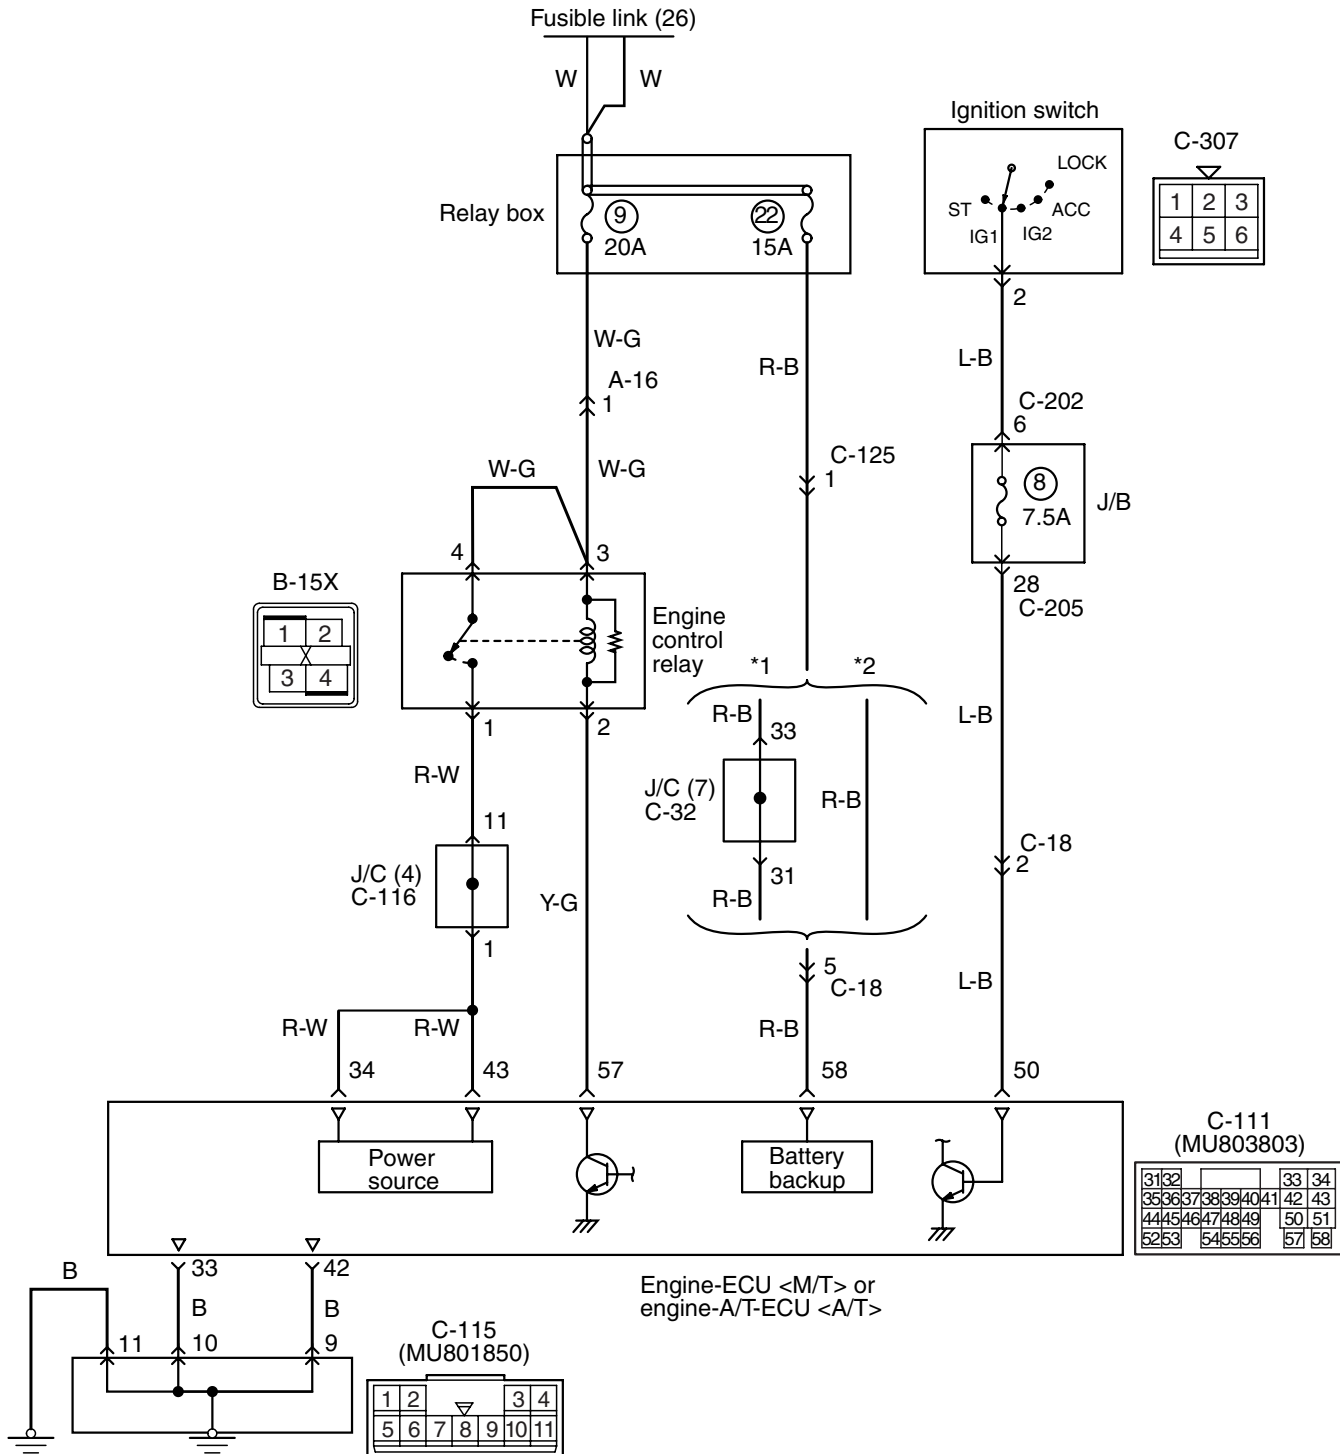 Fusible link (26)
W W
Ignition switch
C-307
LOCK
ST ACC
IG1 IG2
1 2 3
4 5 6
Relay box
9 22
20A 15A
2
W-G
R-B
L-B
A-16
1
C-202
6
W-G W-G
C-125
1
8
7.5A
J/B
4 3
28
C-205
B-15X
1 2
3 4
Engine
control
relay
*1 *2
1 2
R-B
33
L-B
R-W
J/C (7)
C-32
R-B
11
J/C (4)
C-116
31
R-B
C-18
2
Y-G
1
5
C-18
L-B
R-W R-W
R-B
34 43 57 58 50
Power
source
Battery
backup
C-111
(MU803803)
31 32 33 34
35 36 37 38 39 40 41 42 43
44 45 46 47 48 49 50 51
52 53 54 55 56 57 58
33 42
B
B B
Engine-ECU <M/T> or
engine-A/T-ECU <A/T>
11 10 9
C-115
(MU801850)
1 2 3 4
5 6 7 8 9 10 11